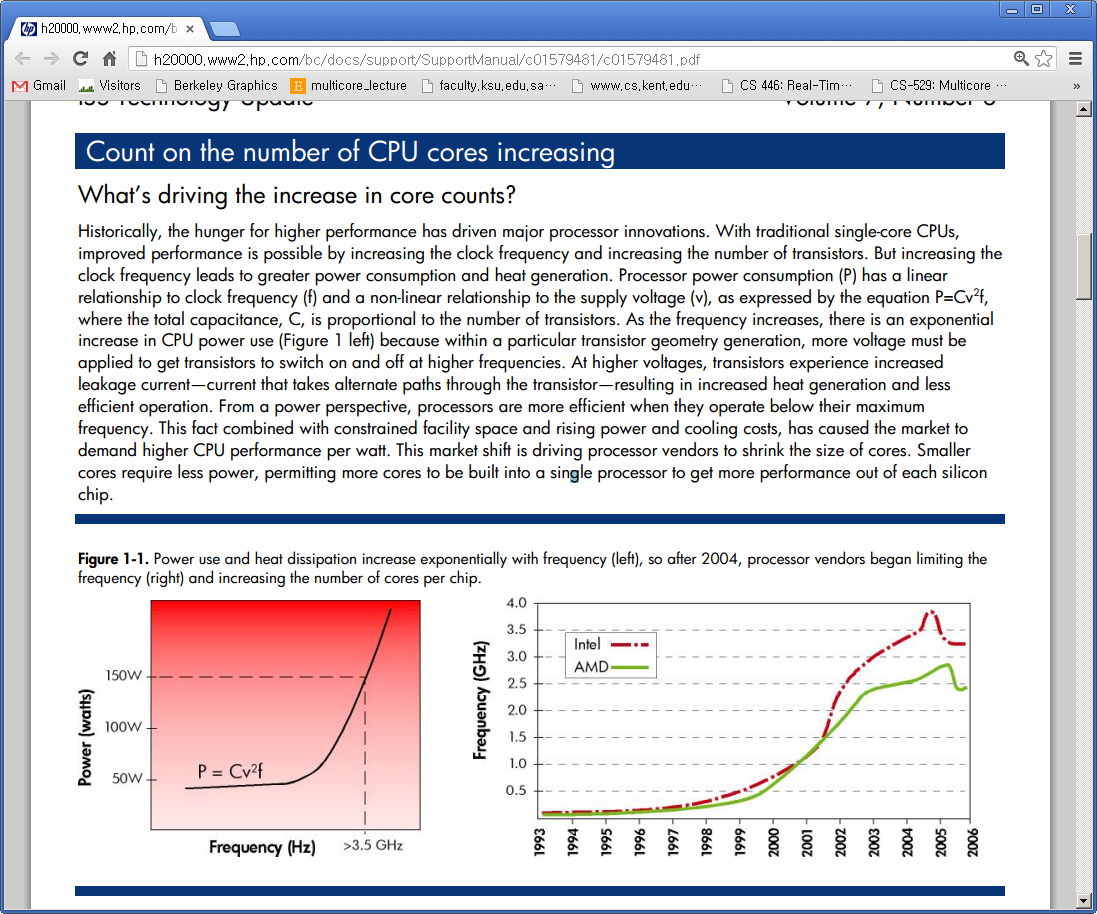 h20000.www2.hp.com/b
h20000.www2.hp.com/bc/docs/support/SupportManual/c01579481/c01579481.pdf
Gmail Visitors Berkeley Graphics multicore_lecture faculty.ksu.edu.sa··· www.cs.kent.edu··· CS 446: Real-Tim··· CS-529: Multicore ··· »
ISS Technology Update Volume 7, Number 8
Count on the number of CPU cores increasing
What's driving the increase in core counts?
Historically, the hunger for higher performance has driven major processor innovations. With traditional single-core CPUs,
improved performance is possible by increasing the clock frequency and increasing the number of transistors. But increasing the
clock frequency leads to greater power consumption and heat generation. Processor power consumption (P) has a linear
relationship to clock frequency (f) and a non-linear relationship to the supply voltage (v), as expressed by the equation P=Cv²f,
where the total capacitance, C, is proportional to the number of transistors. As the frequency increases, there is an exponential
increase in CPU power use (Figure 1 left) because within a particular transistor geometry generation, more voltage must be
applied to get transistors to switch on and off at higher frequencies. At higher voltages, transistors experience increased
leakage current—current that takes alternate paths through the transistor—resulting in increased heat generation and less
efficient operation. From a power perspective, processors are more efficient when they operate below their maximum
frequency. This fact combined with constrained facility space and rising power and cooling costs, has caused the market to
demand higher CPU performance per watt. This market shift is driving processor vendors to shrink the size of cores. Smaller
cores require less power, permitting more cores to be built into a single processor to get more performance out of each silicon
chip.
Figure 1-1. Power use and heat dissipation increase exponentially with frequency (left), so after 2004, processor vendors began limiting the
frequency (right) and increasing the number of cores per chip.
Power (watts)
150W
100W
50W
P = Cv²f
Frequency (Hz) >3.5 GHz
Frequency (GHz)
4.0
3.5
3.0
2.5
2.0
1.5
1.0
0.5
Intel
AMD
1993 1994 1995 1996 1997 1998 1999 2000 2001 2002 2003 2004 2005 2006